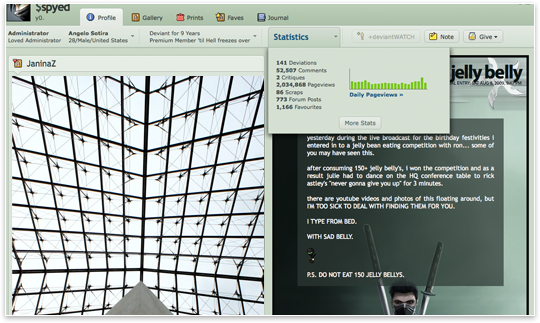 $spyed
y0.
Profile
Gallery
Prints
Faves
Journal
Administrator
Loved Administrator
Angelo Sotira
28/Male/United States
Deviant for 9 Years
Premium Member 'til Hell freezes over
Statistics
+deviantWATCH
Note
Give
141 Deviations
52,507 Comments
2 Critiques
2,034,868 Pageviews
86 Scraps
773 Forum Posts
1,166 Favourites
Daily Pageviews »
More Stats
JaninaZ
jelly belly
yesterday during the live broadcast for the birthday festivities i
entered in to a jelly bean eating competition with ron... some of
you may have seen this.
after consuming 150+ jelly belly's, i won the competition and as a
result julie had to dance on the HQ conference table to rick
astley's "never gonna give you up" for 3 minutes.
there are youtube videos and photos of this floating around, but
I'M TOO SICK TO DEAL WITH FINDING THEM FOR YOU.
I TYPE FROM BED.
WITH SAD BELLY.
P.S. DO NOT EAT 150 JELLY BELLYS.